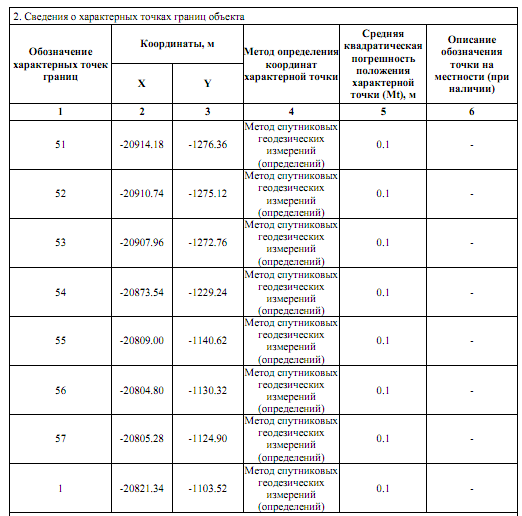 2. Сведения о характерных точках границ объекта
Обозначение характерных точек границ
Координаты, м
Метод определения координат характерной точки
Средняя квадратическая погрешность положения характерной точки (Mt), м
Описание обозначения точки на местности (при наличии)
X
Y
1 2 3 4 5 6
51 -20914.18 -1276.36 Метод спутниковых геодезических измерений (определений) 0.1 -
52 -20910.74 -1275.12 Метод спутниковых геодезических измерений (определений) 0.1 -
53 -20907.96 -1272.76 Метод спутниковых геодезических измерений (определений) 0.1 -
54 -20873.54 -1229.24 Метод спутниковых геодезических измерений (определений) 0.1 -
55 -20809.00 -1140.62 Метод спутниковых геодезических измерений (определений) 0.1 -
56 -20804.80 -1130.32 Метод спутниковых геодезических измерений (определений) 0.1 -
57 -20805.28 -1124.90 Метод спутниковых геодезических измерений (определений) 0.1 -
1 -20821.34 -1103.52 Метод спутниковых геодезических измерений (определений) 0.1 -